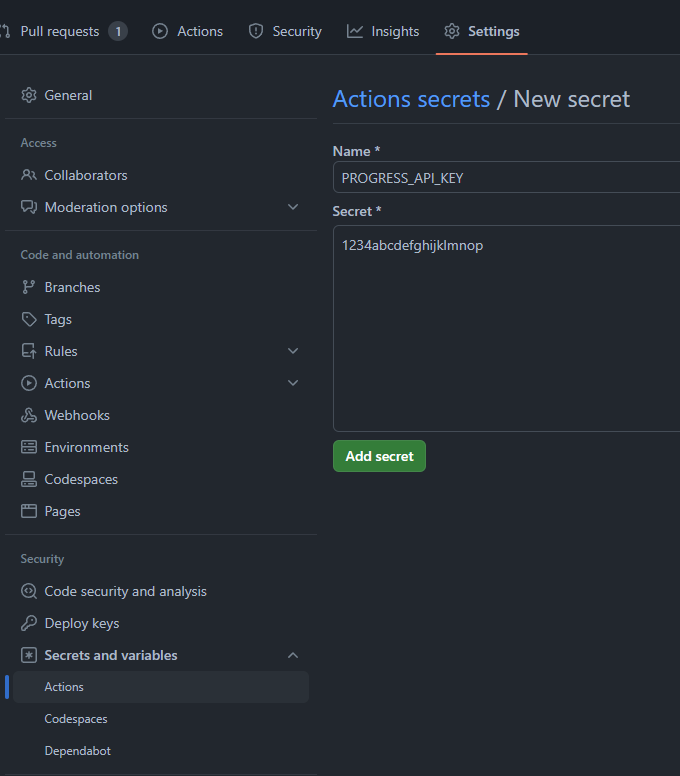 Pull requests 1 Actions Security Insights Settings
General
Access
Collaborators
Moderation options
Code and automation
Branches
Tags
Rules
Actions
Webhooks
Environments
Codespaces
Pages
Security
Code security and analysis
Deploy keys
Secrets and variables
Actions
Codespaces
Dependabot
Actions secrets / New secret
Name *
PROGRESS_API_KEY
Secret *
1234abcdefghijklmnop
Add secret